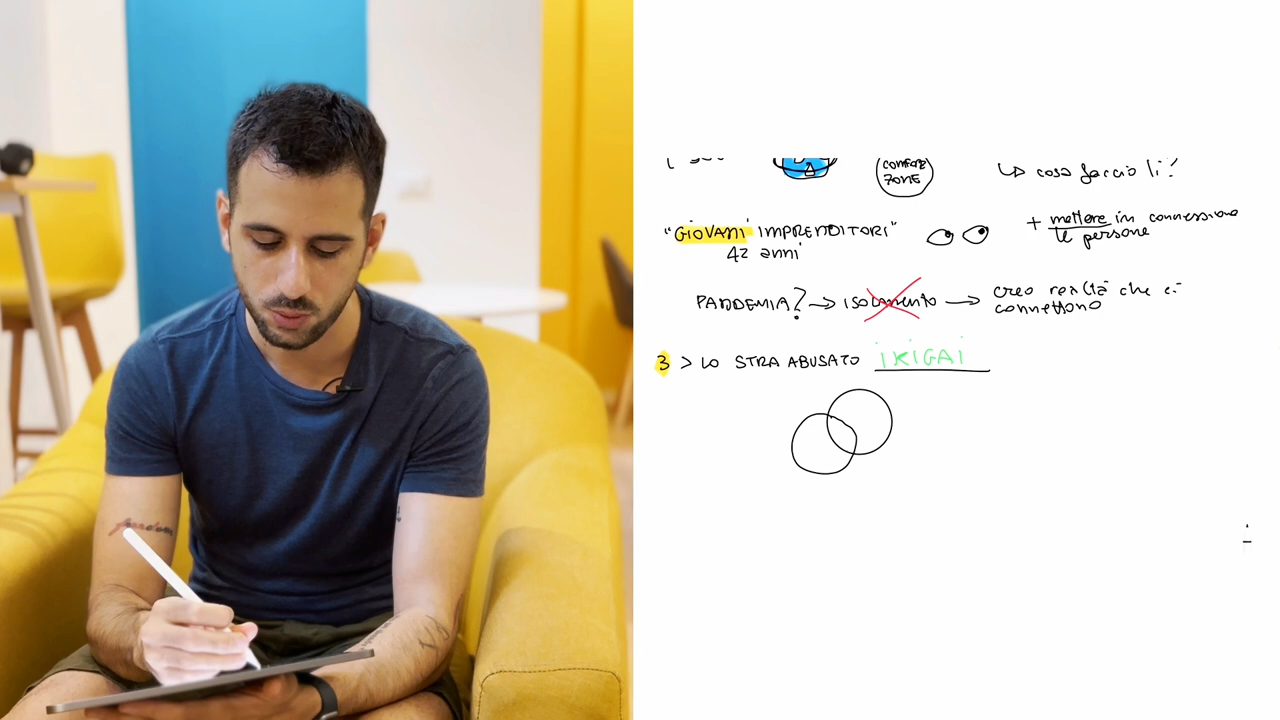 COMFORT
ZONE
↳ cosa faccio lì?
"GIOVANI IMPRENDITORI"
42 anni
+ mettere in connessione
le persone
PANDEMIA? → ISOLAMENTO → creo realtà che ci
connettono
3 > LO STRA ABUSATO iKiGAi